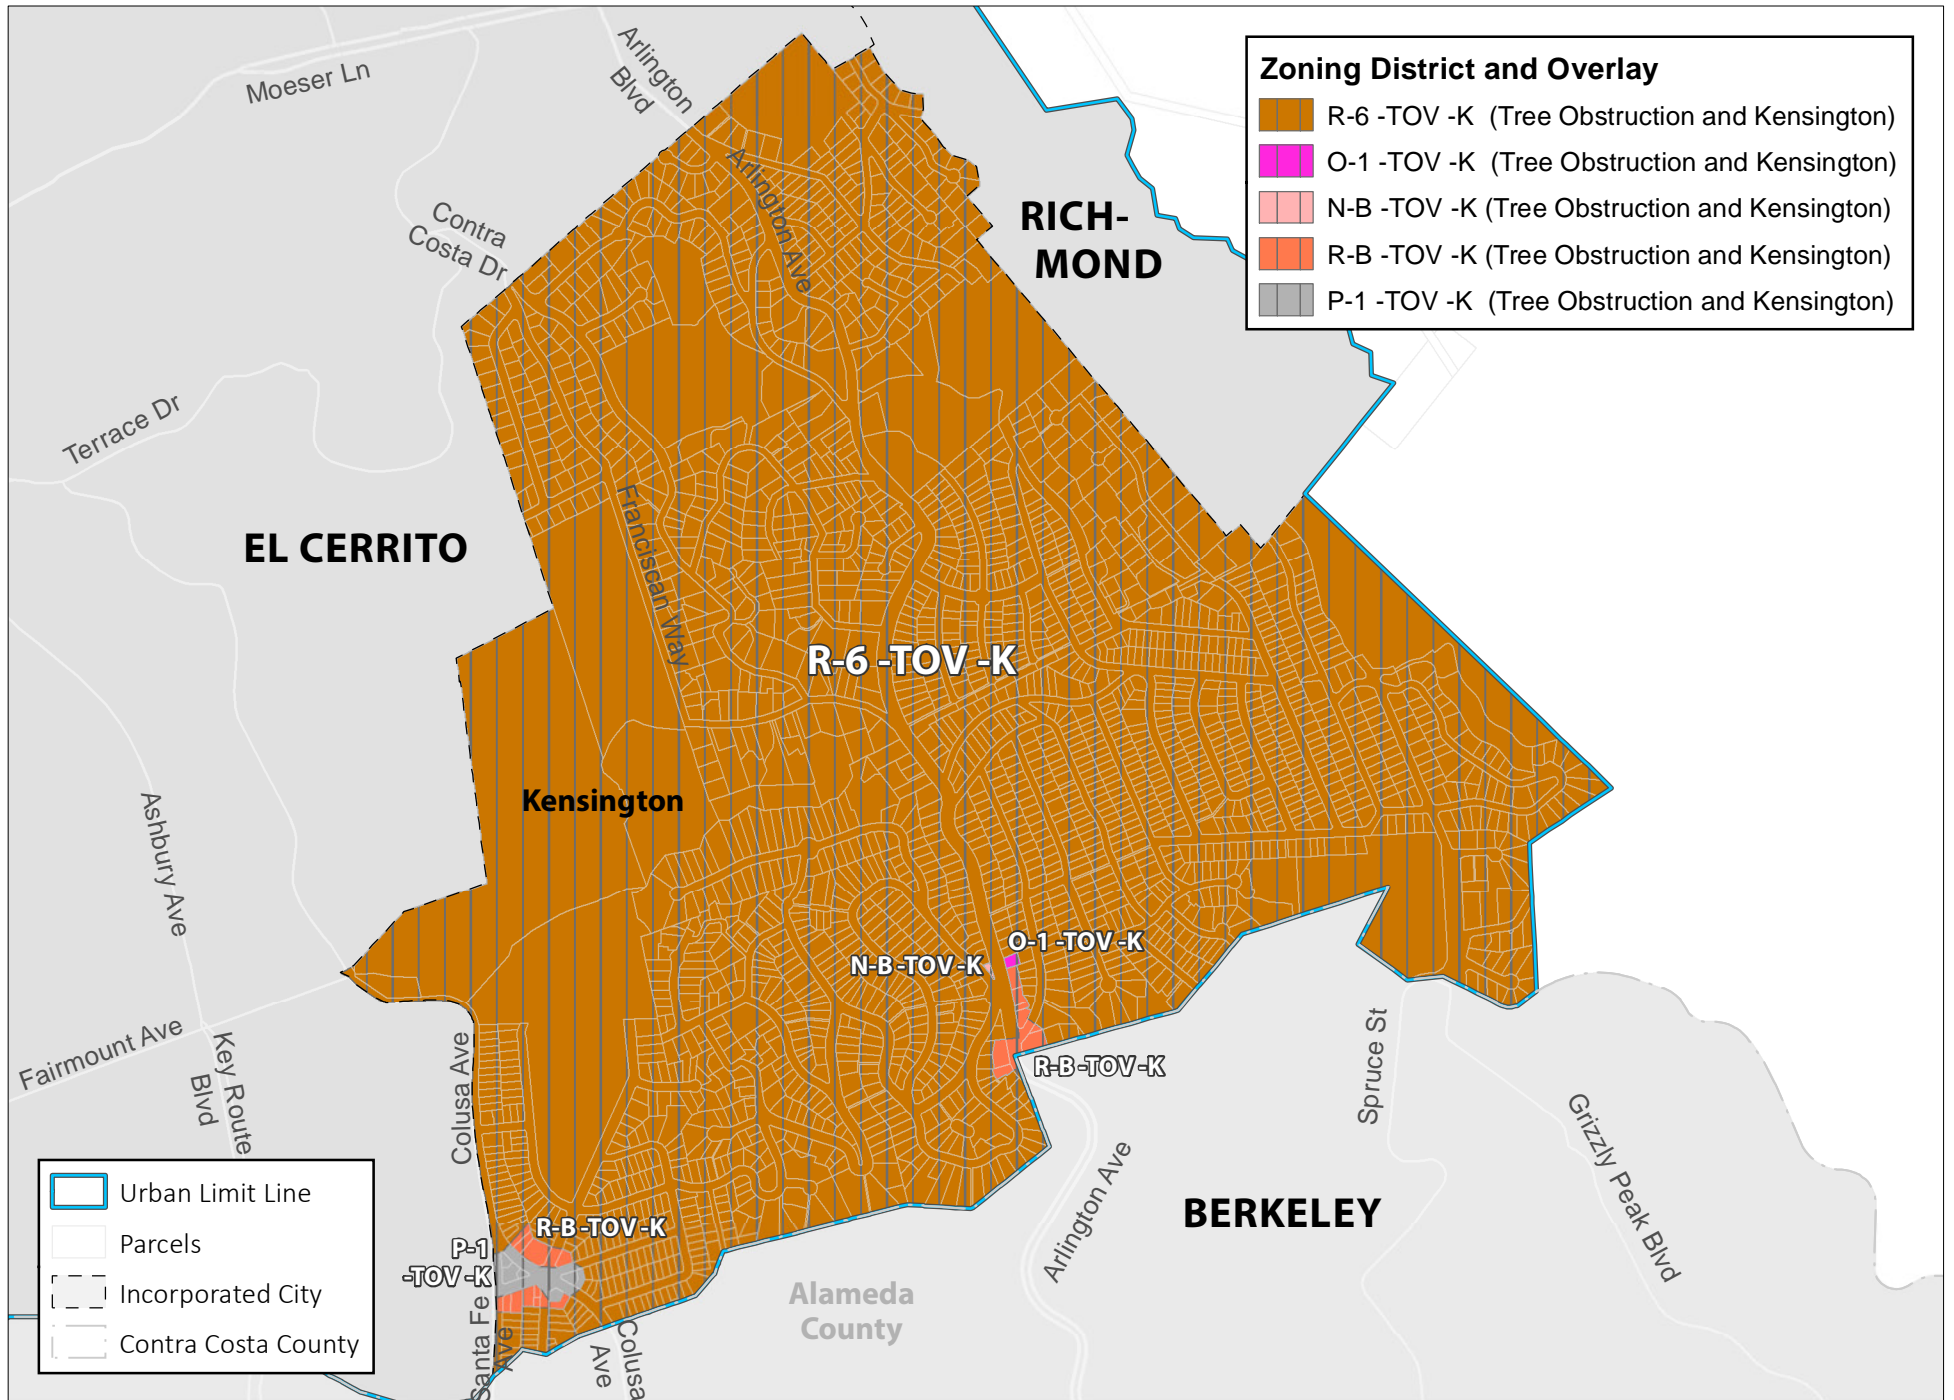 Moeser Ln
Arlington
Blvd
Zoning District and Overlay
R-6 -TOV -K (Tree Obstruction and Kensington)
O-1 -TOV -K (Tree Obstruction and Kensington)
N-B -TOV -K (Tree Obstruction and Kensington)
R-B -TOV -K (Tree Obstruction and Kensington)
P-1 -TOV -K (Tree Obstruction and Kensington)
Arlington Ave
Contra
Costa Dr
RICH-
MOND
Terrace Dr
EL CERRITO
Franciscan Way
R-6 -TOV -K
Kensington
Ashbury Ave
O-1 -TOV -K
N-B -TOV -K
R-B -TOV -K
Fairmount Ave
Key Route
Blvd
Colusa Ave
Spruce St
Grizzly Peak Blvd
Arlington Ave
BERKELEY
R-B -TOV -K
P-1
-TOV -K
Santa Fe
Ave
Colusa
Ave
Alameda
County
Urban Limit Line
Parcels
Incorporated City
Contra Costa County